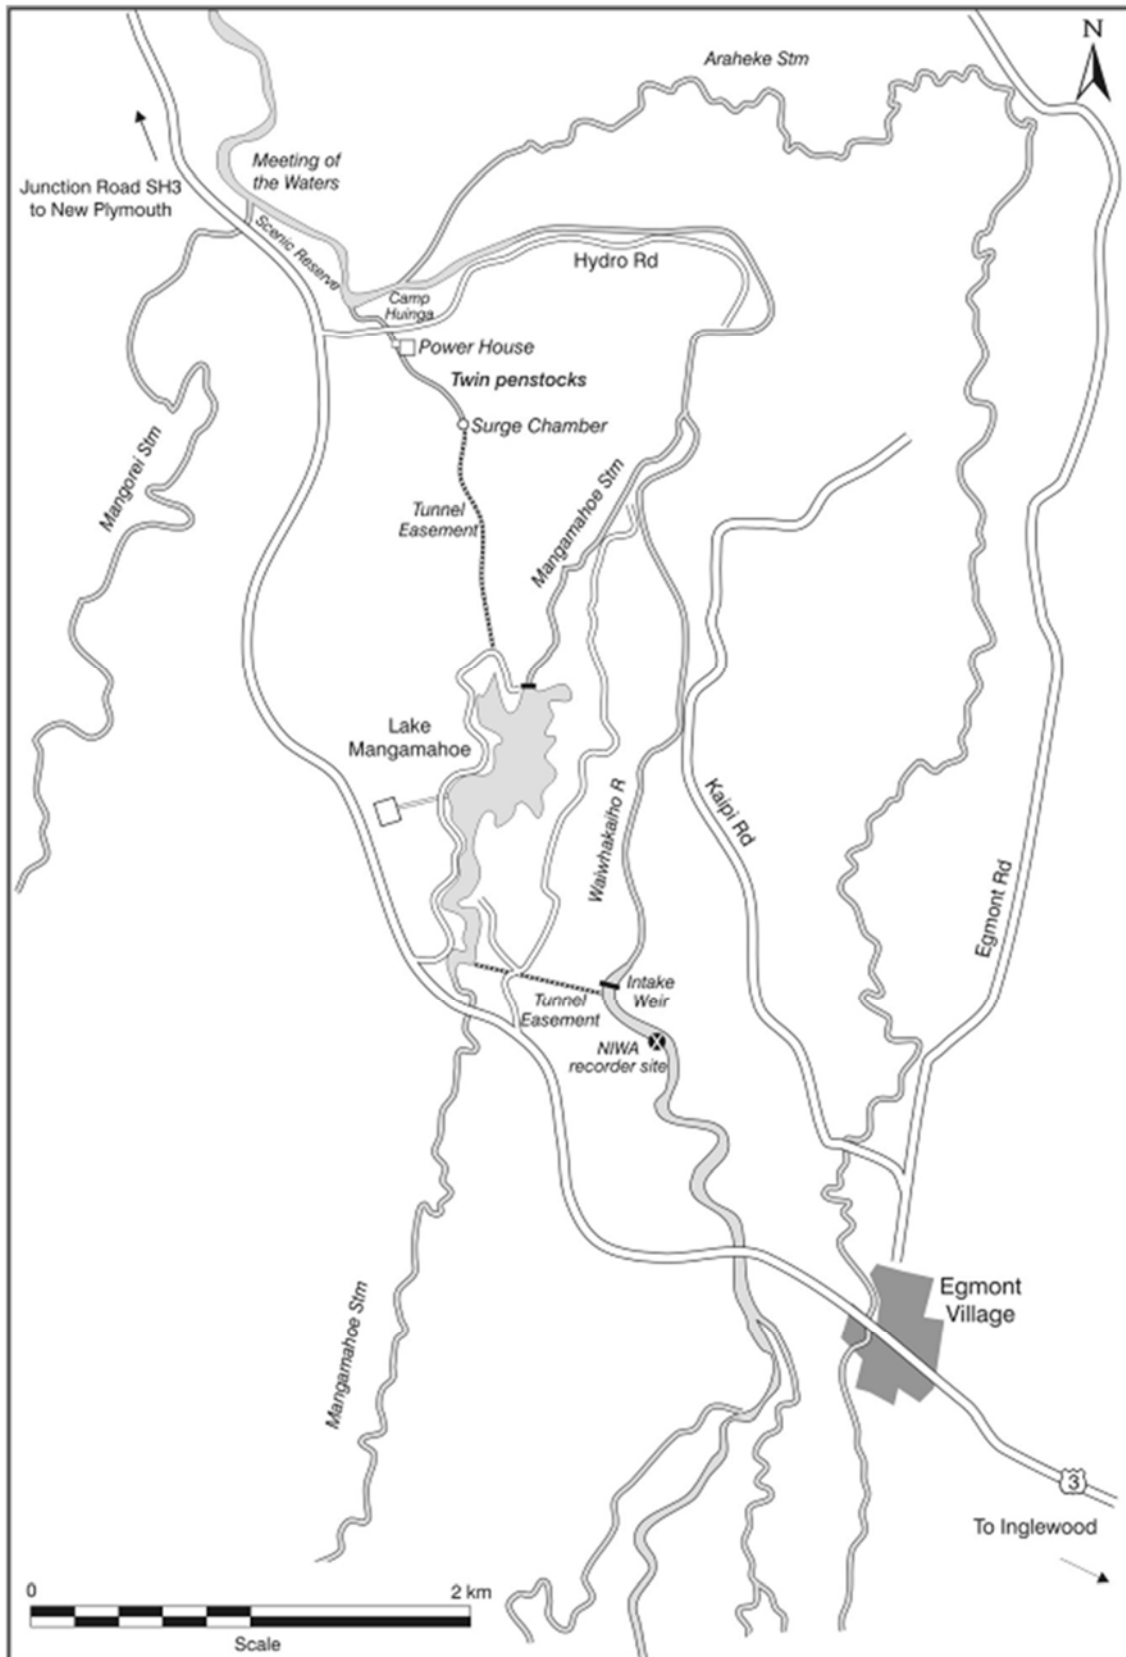 N
Araheke Stm
Meeting of
the Waters
Junction Road SH3
to New Plymouth
Scenic Reserve
Hydro Rd
Camp
Huinga
Power House
Twin penstocks
Surge Chamber
Mangorei Stm
Tunnel
Easement
Mangamahoe Stm
Lake
Mangamahoe
Waiwhakaiho R
Kaipi Rd
Egmont Rd
Intake
Weir
Tunnel
Easement
NIWA
recorder site
Egmont
Village
Mangamahoe Stm
3
To Inglewood
0
2 km
Scale